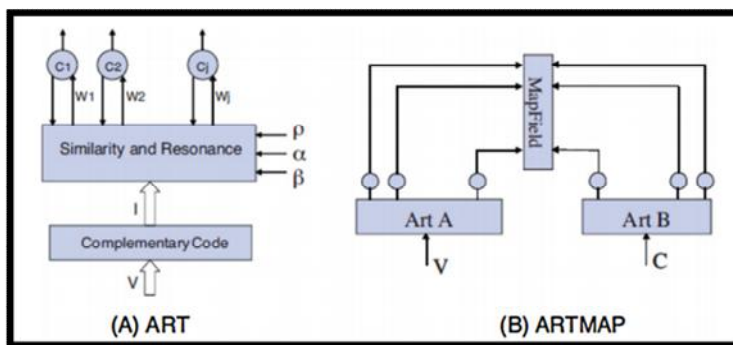 C1
C2
Cj
W1
W2
Wj
Similarity and Resonance
ρ
α
β
I
Complementary Code
V
(A) ART
MapField
Art A
Art B
V
C
(B) ARTMAP